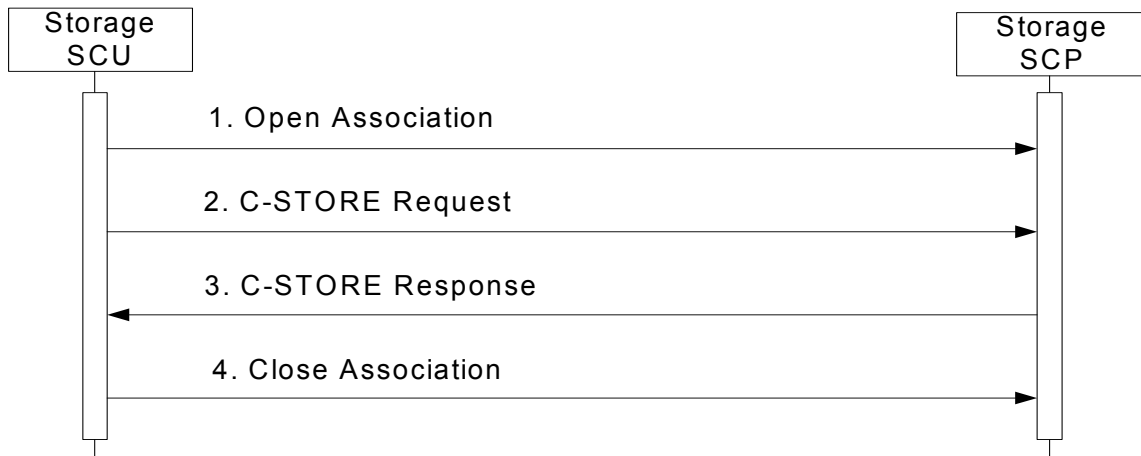 Storage
SCU
Storage
SCP
1. Open Association
2. C-STORE Request
3. C-STORE Response
4. Close Association